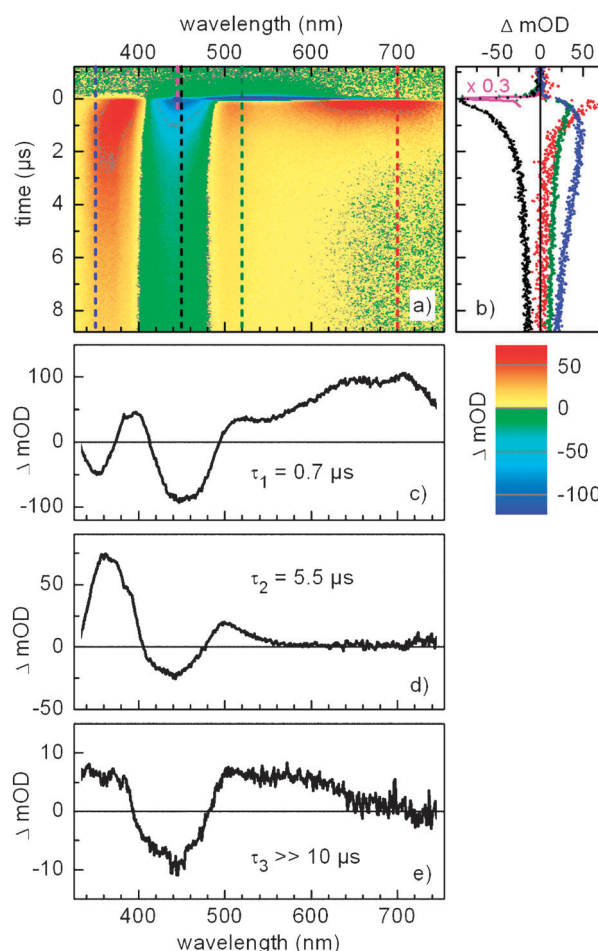 wavelength (nm)
400 500 600 700
Δ mOD
-50 0 50
x 0.3
time (µs)
0
2
4
6
8
a)
b)
100
0
-100
Δ mOD
τ1 = 0.7 µs
c)
50
0
-50
-100
Δ mOD
50
0
-50
Δ mOD
τ2 = 5.5 µs
d)
10
0
-10
Δ mOD
τ3 >> 10 µs
e)
400 500 600 700
wavelength (nm)